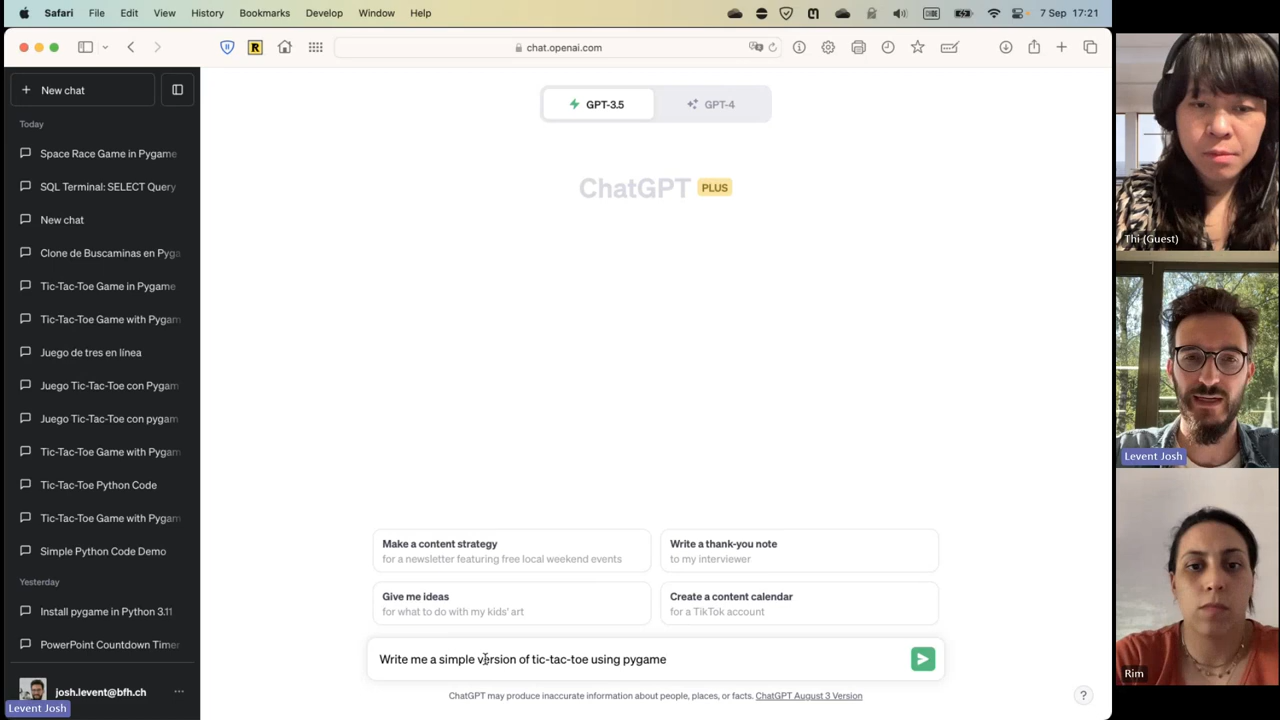 Safari File Edit View History Bookmarks Develop Window Help 7 Sep 17:21
chat.openai.com
New chat
Today
Space Race Game in Pygame
SQL Terminal: SELECT Query
New chat
Clone de Buscaminas en Pyga
Tic-Tac-Toe Game in Pygame
Tic-Tac-Toe Game with Pygam
Juego de tres en línea
Juego Tic-Tac-Toe con Pygam
Juego Tic-Tac-Toe con pygam
Tic-Tac-Toe Game with Pygam
Tic-Tac-Toe Python Code
Tic-Tac-Toe Game with Pygam
Simple Python Code Demo
Yesterday
Install pygame in Python 3.11
PowerPoint Countdown Timer
josh.levent@bfh.ch
Levent Josh
GPT-3.5 GPT-4
ChatGPT PLUS
Make a content strategy
for a newsletter featuring free local weekend events
Write a thank-you note
to my interviewer
Give me ideas
for what to do with my kids' art
Create a content calendar
for a TikTok account
Write me a simple version of tic-tac-toe using pygame
ChatGPT may produce inaccurate information about people, places, or facts. ChatGPT August 3 Version
?
Thi (Guest)
Levent Josh
Rim